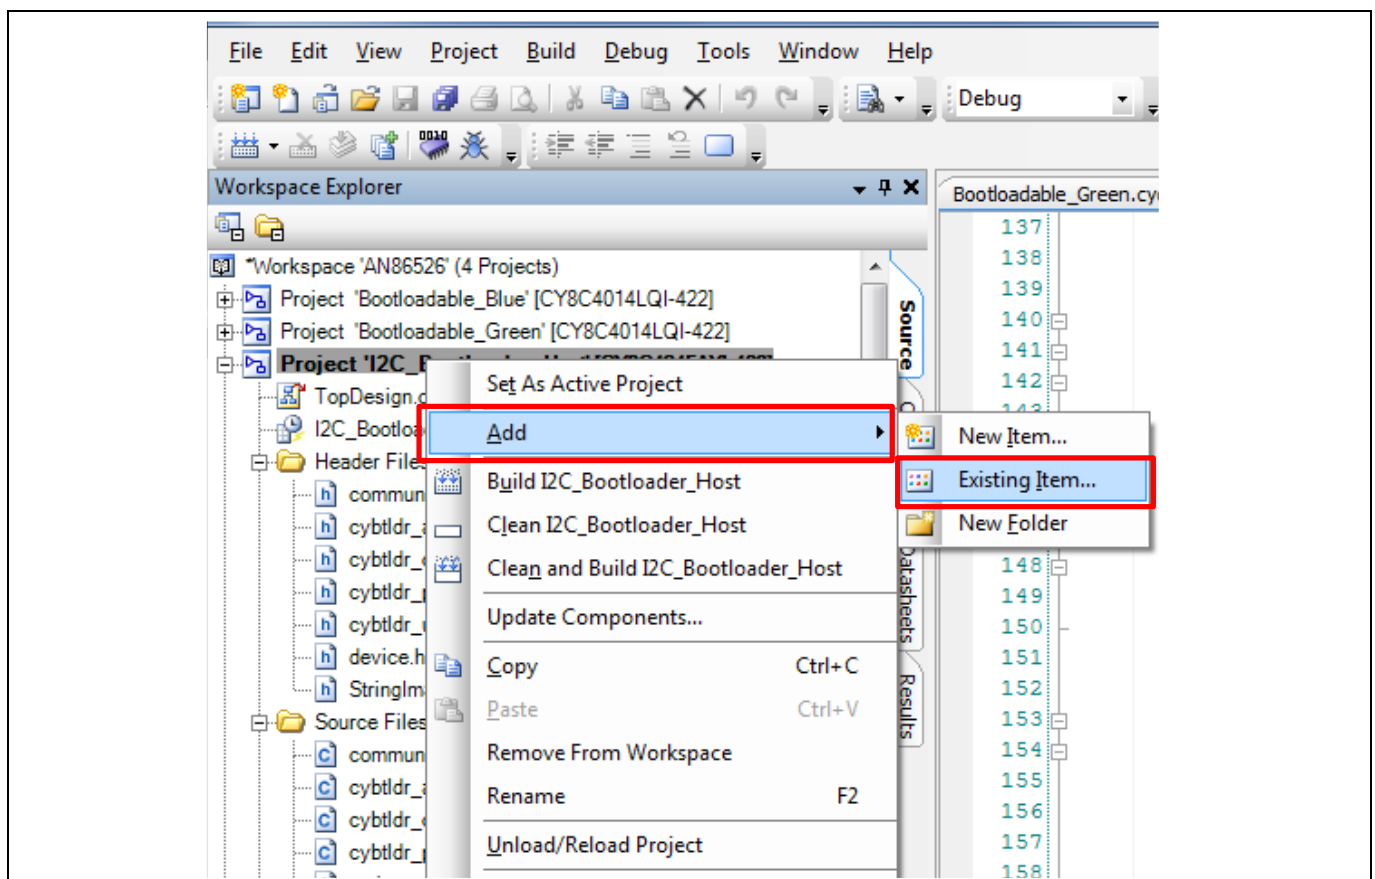 File Edit View Project Build Debug Tools Window Help
Debug
0010
Workspace Explorer
Bootloadable_Green.cy
*Workspace 'AN86526' (4 Projects)
Project 'Bootloadable_Blue' [CY8C4014LQI-422]
Project 'Bootloadable_Green' [CY8C4014LQI-422]
Project 'I2C_
TopDesign.
I2C_Bootloa
Header File
commun
cybtldr_
cybtldr_
cybtldr_
cybtldr_
device.h
StringIm
Source Files
commun
cybtldr_
cybtldr_
cybtldr_
Set As Active Project
Add
Build I2C_Bootloader_Host
Clean I2C_Bootloader_Host
Clean and Build I2C_Bootloader_Host
Update Components...
Copy Ctrl+C
Paste Ctrl+V
Remove From Workspace
Rename F2
Unload/Reload Project
New Item...
Existing Item...
New Folder
Source
Datasheets
Results
137
138
139
140
141
142
143
148
149
150
151
152
153
154
155
156
157
158